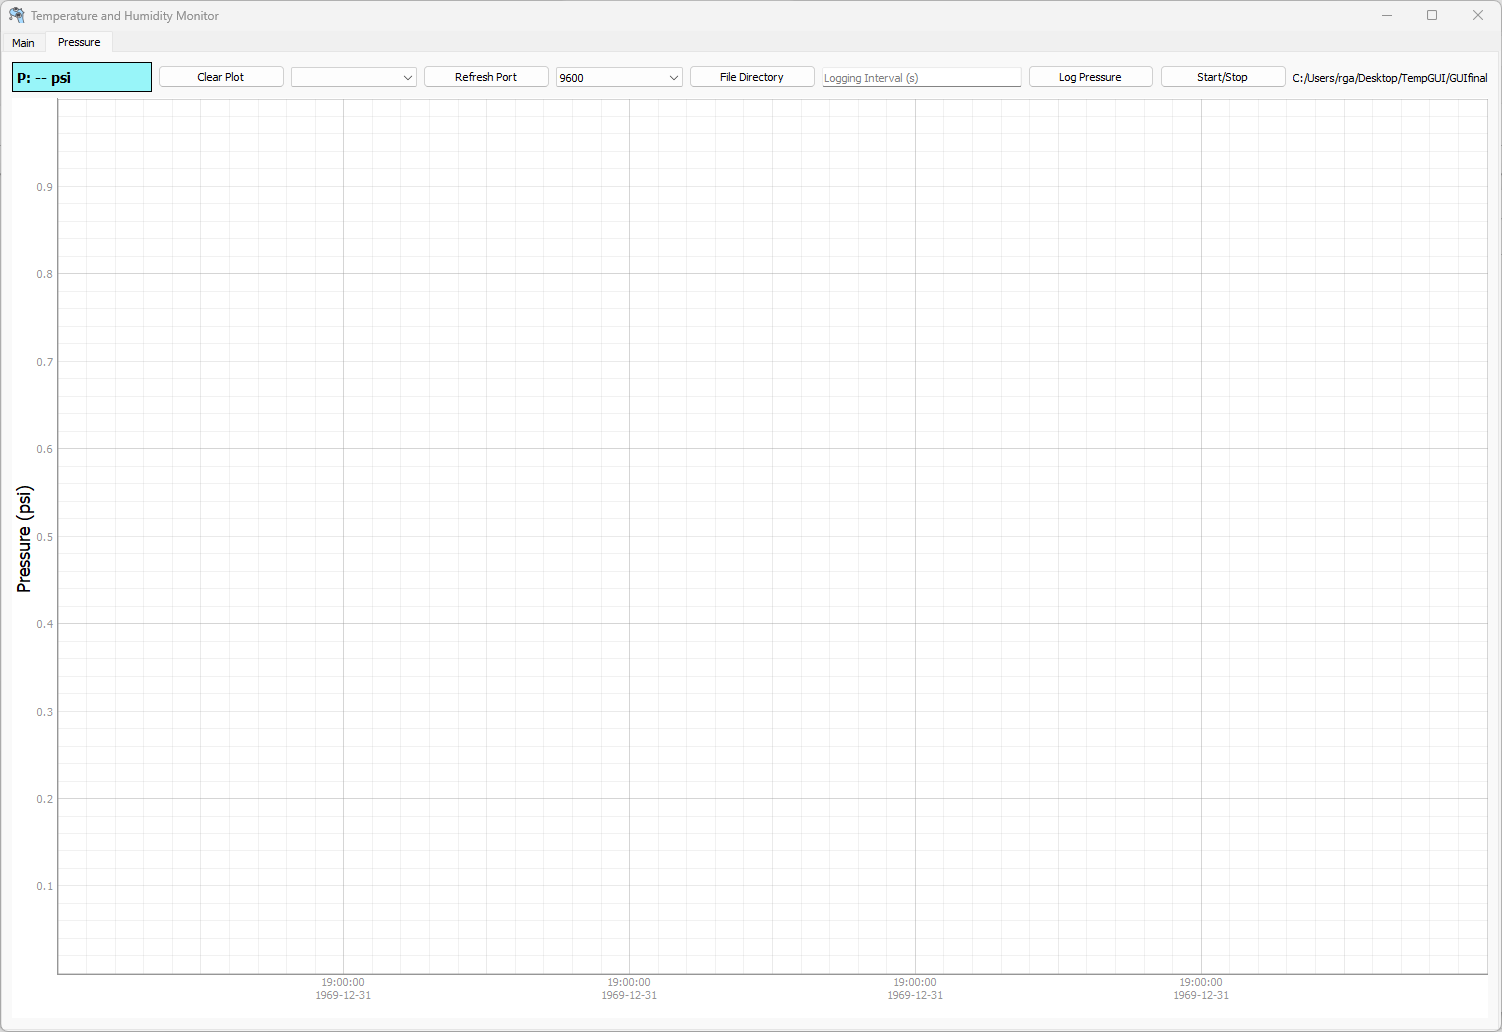 Temperature and Humidity Monitor
Main Pressure
P: -- psi Clear Plot Refresh Port 9600 File Directory Logging Interval (s) Log Pressure Start/Stop C:/Users/rga/Desktop/TempGUI/GUIfinal
0.9
0.8
0.7
0.6
0.5
0.4
0.3
0.2
0.1
Pressure (psi)
19:00:00 19:00:00 19:00:00 19:00:00
1969-12-31 1969-12-31 1969-12-31 1969-12-31